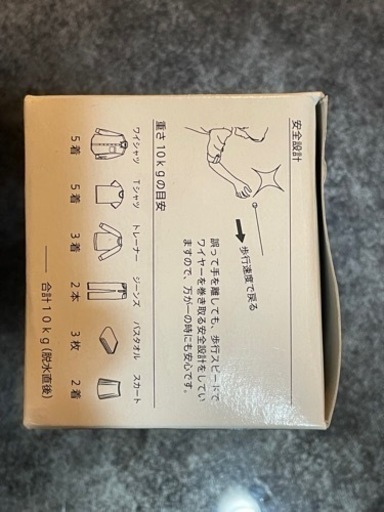 安全設計
歩行速度で戻る
誤って手を離しても、歩行スピードで
ワイヤーを巻き取る安全設計をしてい
ますので、万が一の時にも安心です。
重さ10kgの目安
ワイシャツ Tシャツ トレーナー ジーンズ バスタオル スカート
5着 5着 3着 2本 3枚 2着
合計10kg(脱水直後)